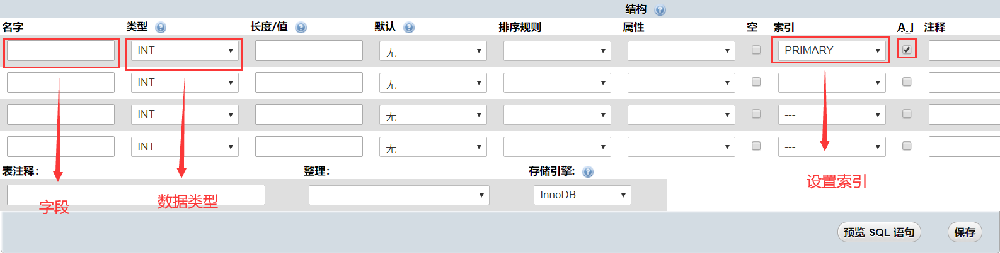 结构
名字 类型 长度/值 默认 排序规则 属性 空 索引 A_I 注释
INT 无 PRIMARY
INT 无 ---
INT 无 ---
INT 无 ---
表注释： 整理： 存储引擎：
InnoDB
字段 数据类型 设置索引
预览 SQL 语句 保存